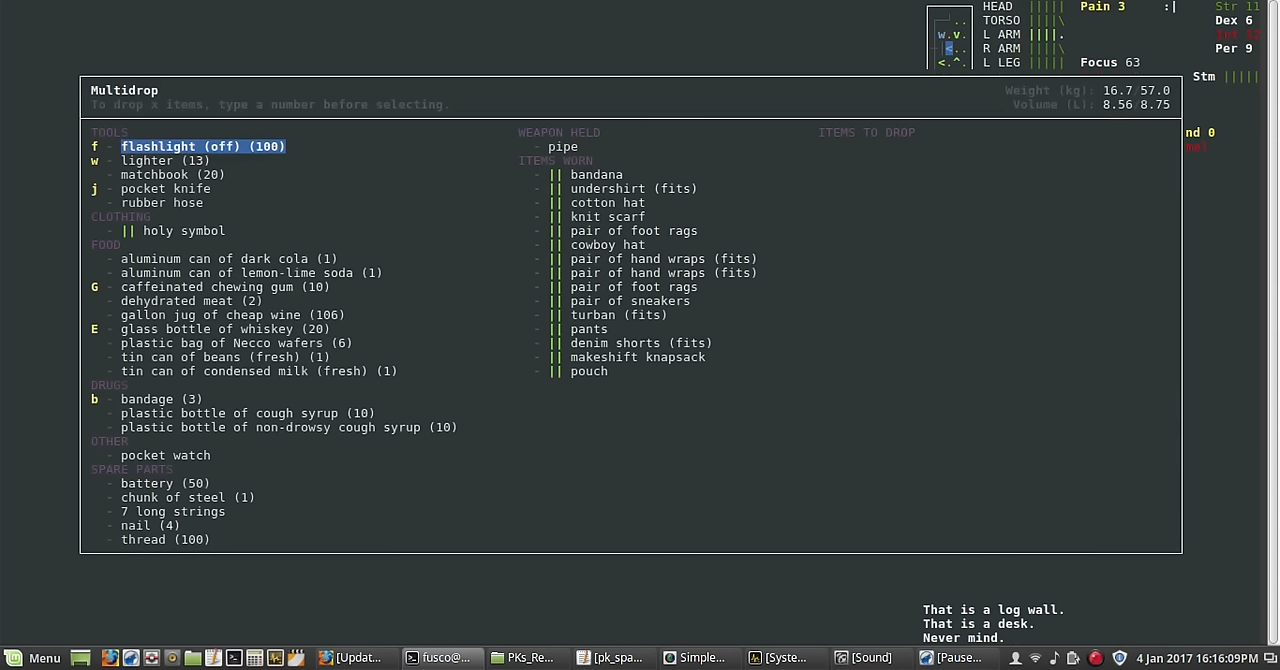 HEAD ||||| Pain 3 :| Str 11
TORSO ||||\ Dex 6
L ARM ||||. Int 12
R ARM ||||\ Per 9
L LEG ||||| Focus 63
Stm |||||
w.v.
<..
<.^.
Multidrop Weight (kg): 16.7/57.0
To drop x items, type a number before selecting. Volume (L): 8.56/8.75
nd 0
TOOLS
f - flashlight (off) (100)
w - lighter (13)
- matchbook (20)
j - pocket knife
- rubber hose
CLOTHING
- || holy symbol
FOOD
- aluminum can of dark cola (1)
- aluminum can of lemon-lime soda (1)
G - caffeinated chewing gum (10)
- dehydrated meat (2)
- gallon jug of cheap wine (106)
E - glass bottle of whiskey (20)
- plastic bag of Necco wafers (6)
- tin can of beans (fresh) (1)
- tin can of condensed milk (fresh) (1)
DRUGS
b - bandage (3)
- plastic bottle of cough syrup (10)
- plastic bottle of non-drowsy cough syrup (10)
OTHER
- pocket watch
SPARE PARTS
- battery (50)
- chunk of steel (1)
- 7 long strings
- nail (4)
- thread (100)
WEAPON HELD
- pipe
ITEMS WORN
- || bandana
- || undershirt (fits)
- || cotton hat
- || knit scarf
- || pair of foot rags
- || cowboy hat
- || pair of hand wraps (fits)
- || pair of hand wraps (fits)
- || pair of foot rags
- || pair of sneakers
- || turban (fits)
- || pants
- || denim shorts (fits)
- || makeshift knapsack
- || pouch
ITEMS TO DROP
That is a log wall.
That is a desk.
Never mind.
Menu [Updat... fusco@... PKs_Re... [pk_spa... Simple... [Syste... [Sound] [Pause... 4 Jan 2017 16:16:09PM